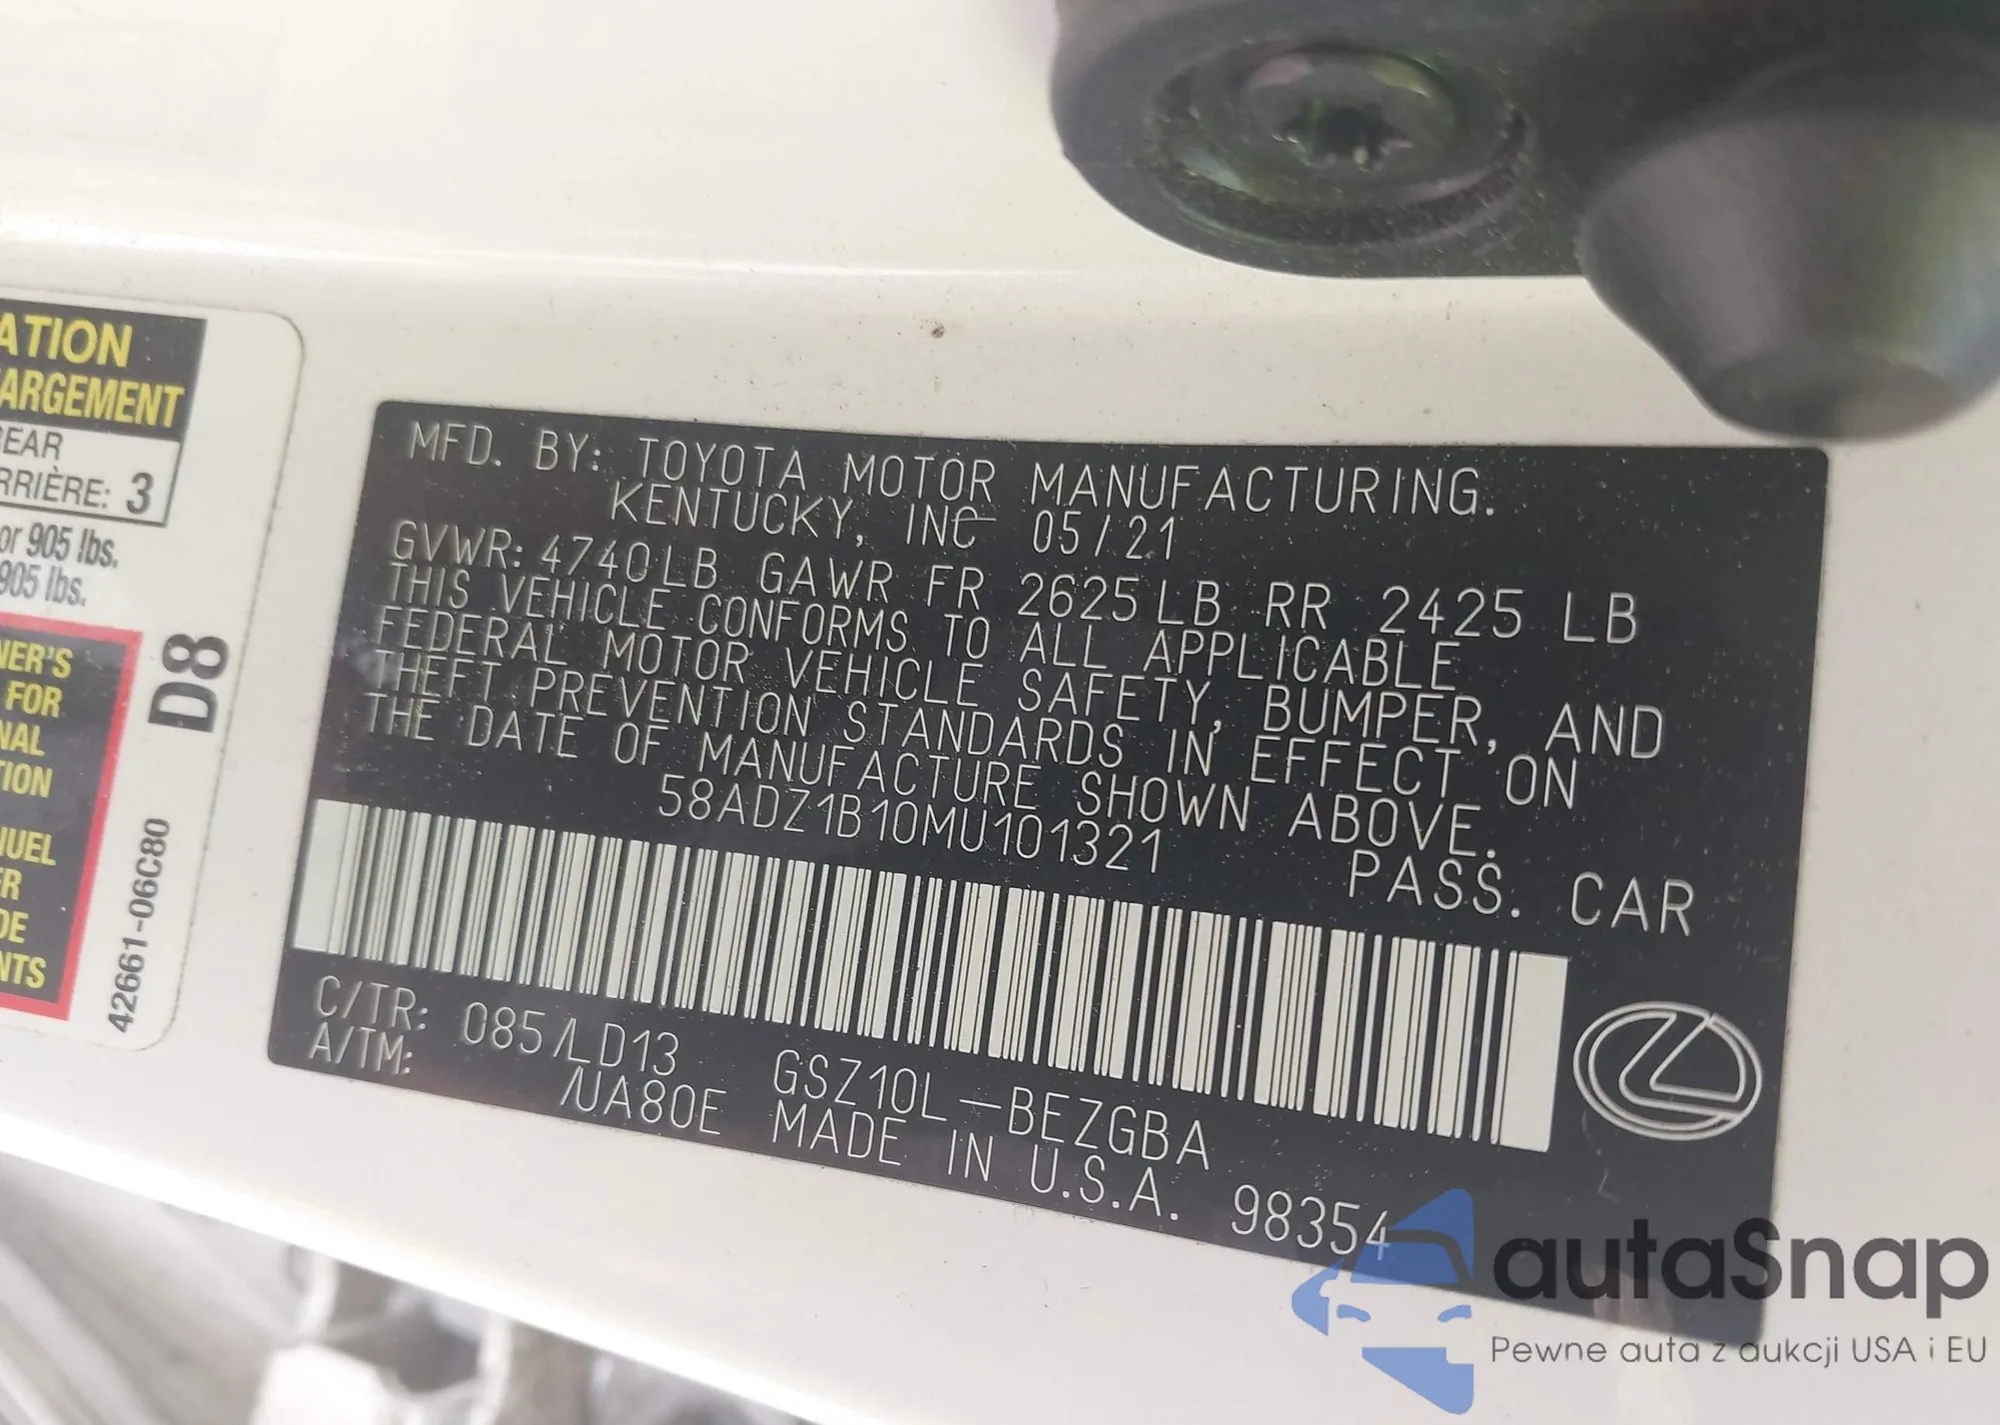 ATION
ARGEMENT
REAR
RRIÈRE: 3
or 905 lbs.
905 lbs.
NER'S
FOR
NAL
TION
NUEL
ER
DE
NTS
D8
42661-06C80
MFD. BY: TOYOTA MOTOR MANUFACTURING.
KENTUCKY, INC 05/21
GVWR: 4740LB GAWR FR 2625LB RR 2425 LB
THIS VEHICLE CONFORMS TO ALL APPLICABLE
FEDERAL MOTOR VEHICLE SAFETY, BUMPER, AND
THEFT PREVENTION STANDARDS IN EFFECT ON
THE DATE OF MANUFACTURE SHOWN ABOVE.
58ADZ1B10MU101321 PASS. CAR
C/TR: 085/LD13 GSZ10L-BEZGBA
A/TM: /UA80E MADE IN U.S.A. 98354
autaSnap
Pewne auta z aukcji USA i EU